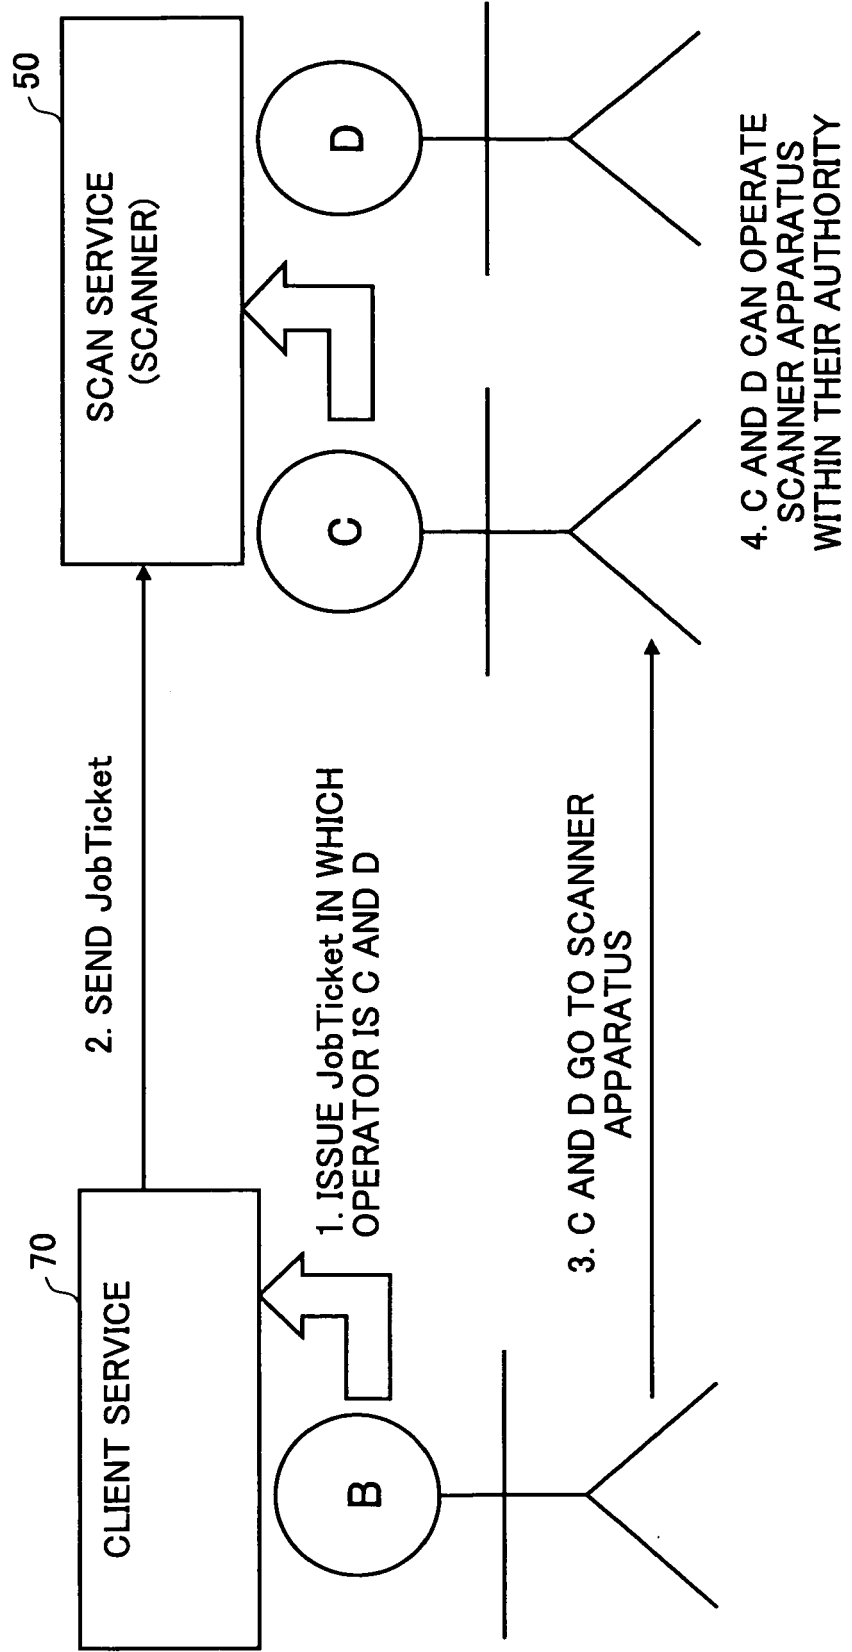 CLIENT SERVICE
70
2. SEND JobTicket
SCAN SERVICE
(SCANNER)
50
B
1. ISSUE JobTicket IN WHICH
OPERATOR IS C AND D
C
D
3. C AND D GO TO SCANNER
APPARATUS
4. C AND D CAN OPERATE
SCANNER APPARATUS
WITHIN THEIR AUTHORITY